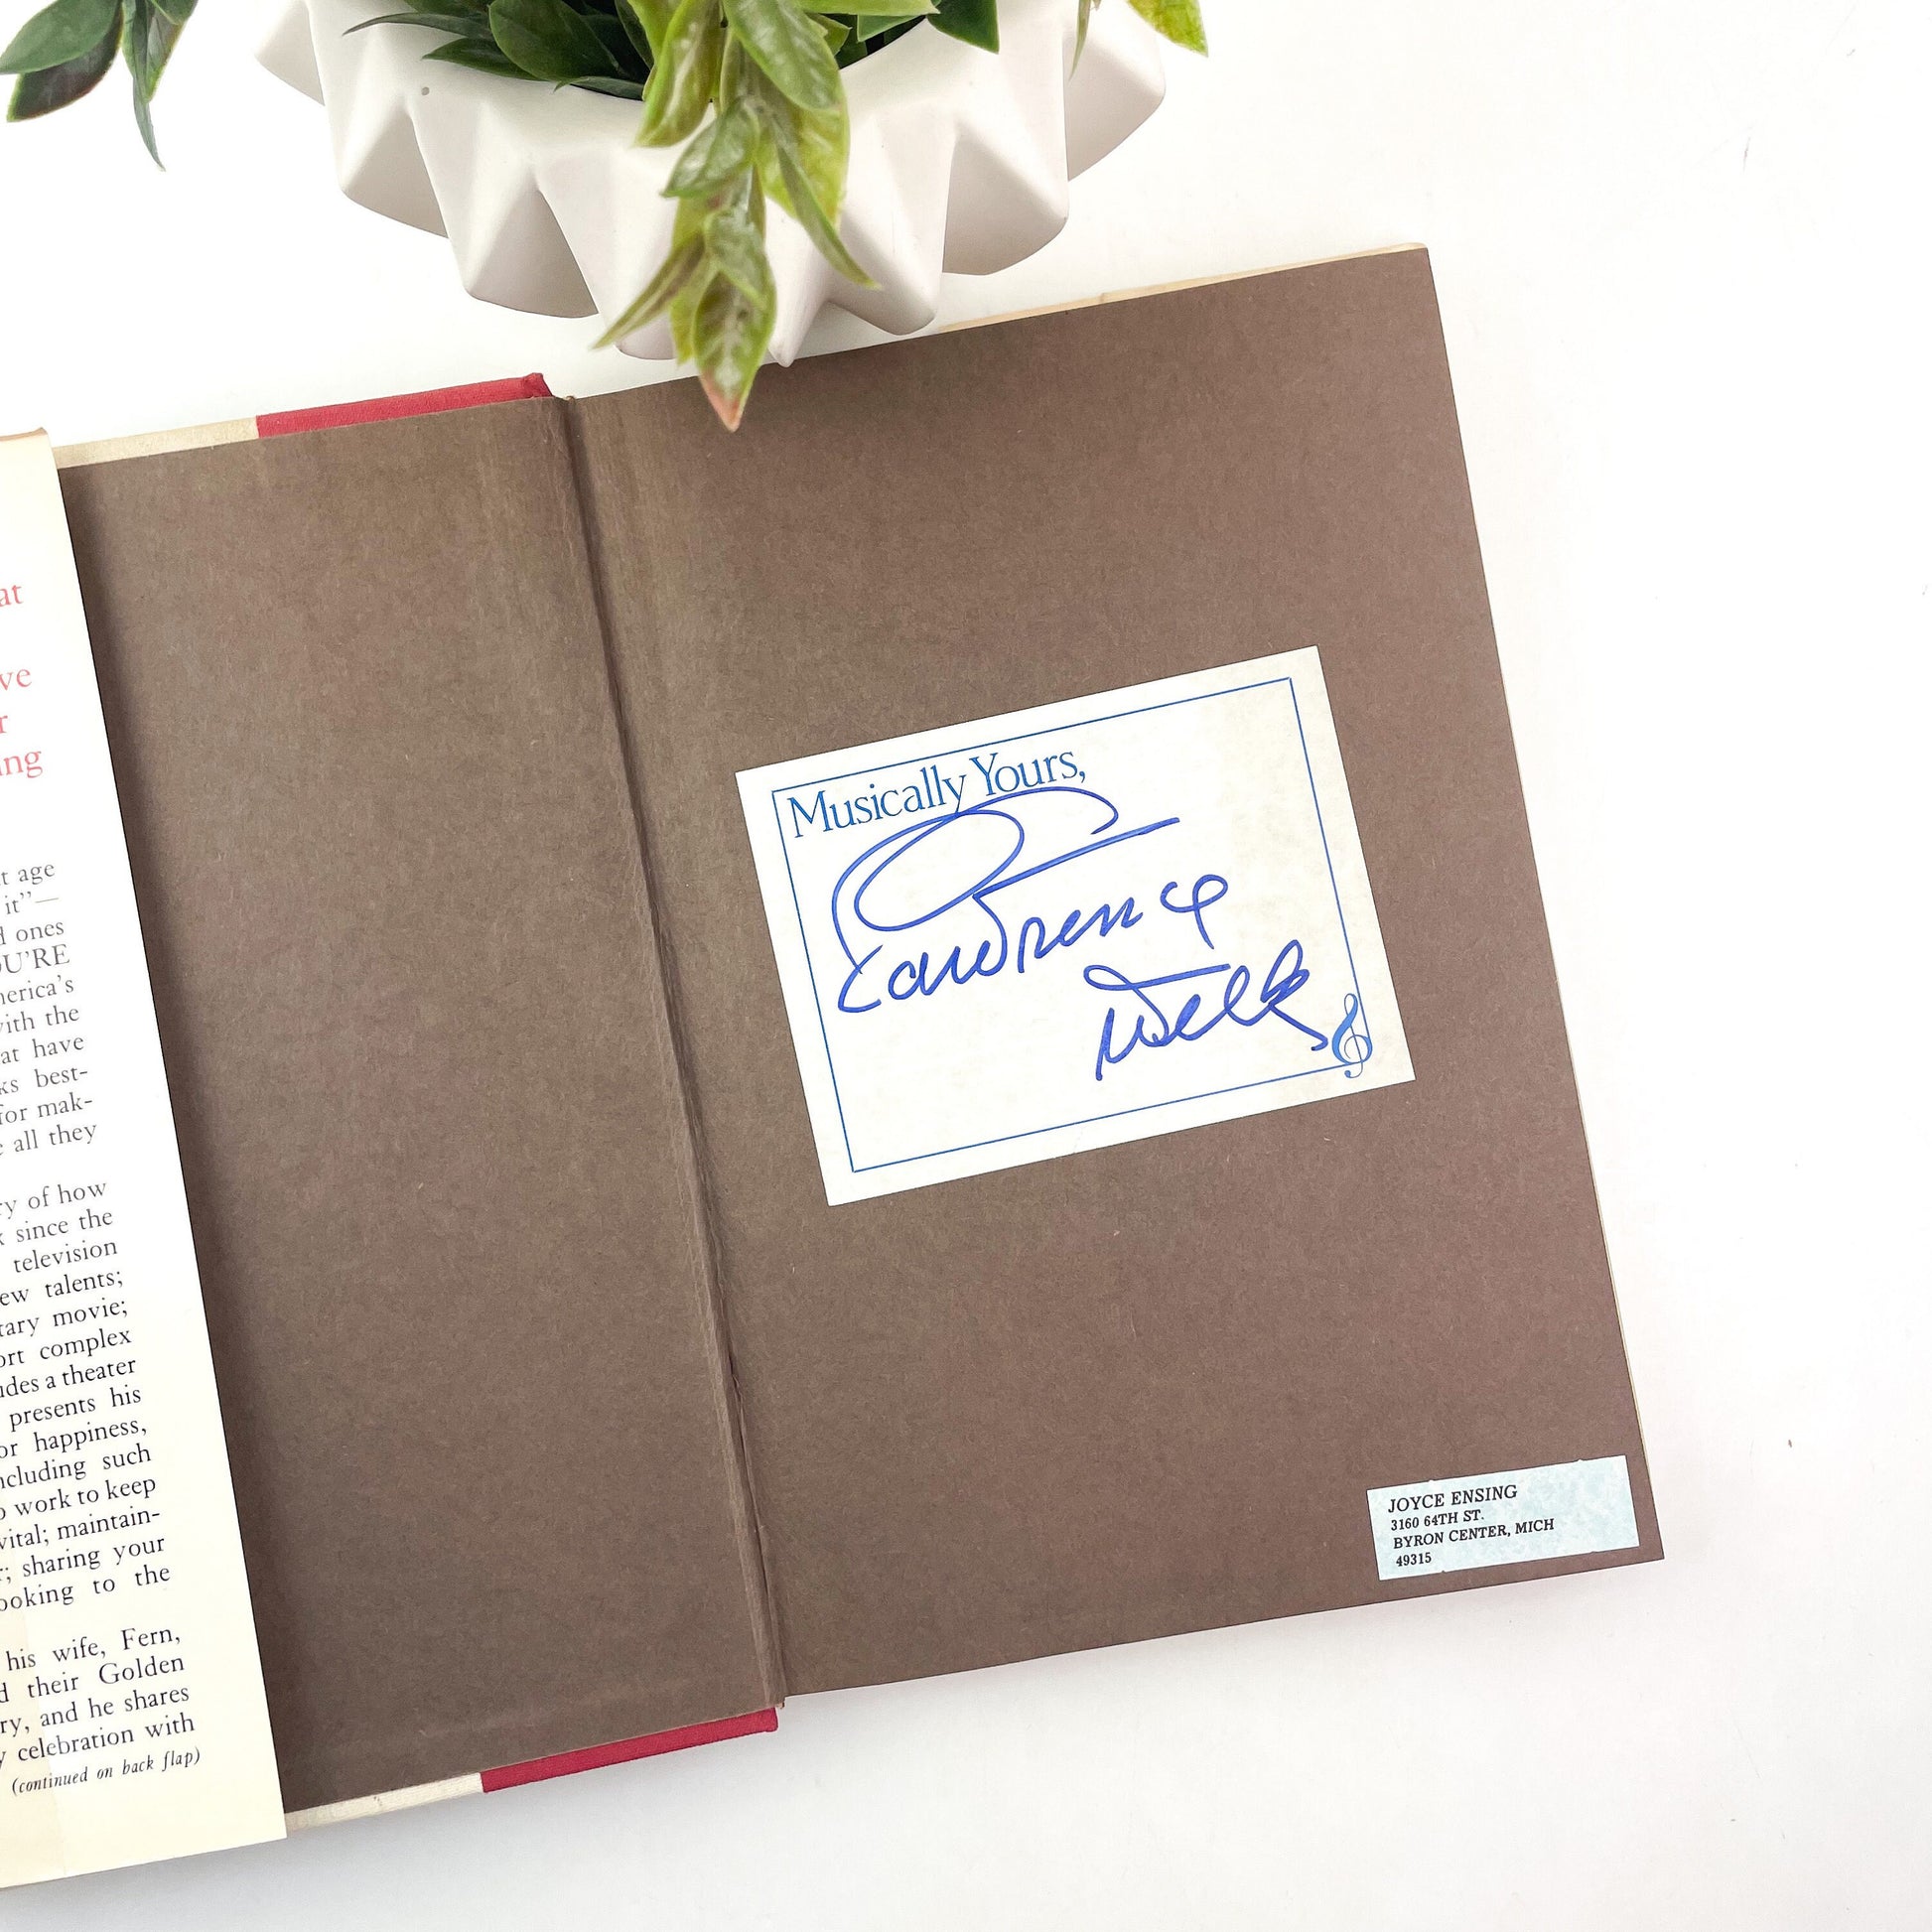 at
ve
r
ing
t age
it”—
d ones
OU’RE
nerica’s
with the
at have
ks best-
for mak-
e all they
ry of how
k since the
television
ew talents;
tary movie;
ort complex
udes a theater
presents his
or happiness,
ncluding such
o work to keep
vital; maintain-
r; sharing your
ooking to the
his wife, Fern,
d their Golden
ry, and he shares
y celebration with
(continued on back flap)
Musically Yours,
Lawrence
Welk
JOYCE ENSING
3160 64TH ST.
BYRON CENTER, MICH
49315